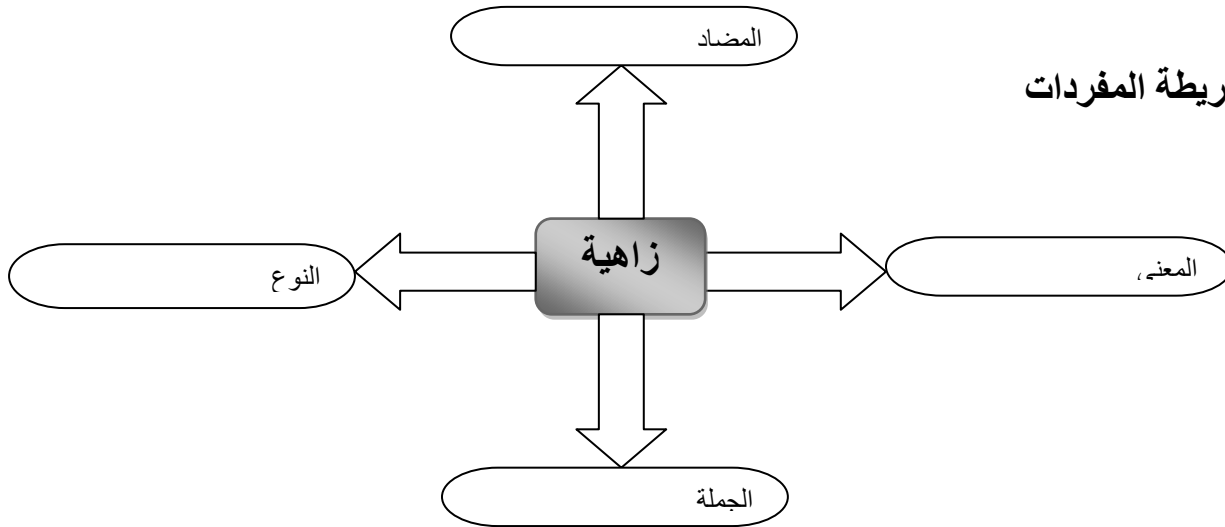 المضاد
ريطة المفردات
زاهية
المعنى
النوع
الجملة